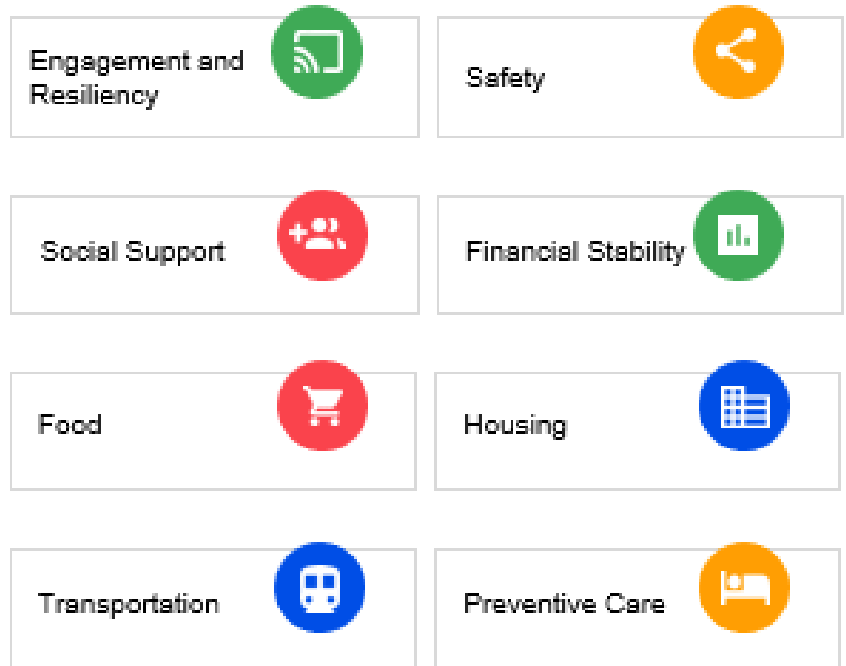 Engagement and
Resiliency
Safety
Social Support
Financial Stability
Food
Housing
Transportation
Preventive Care